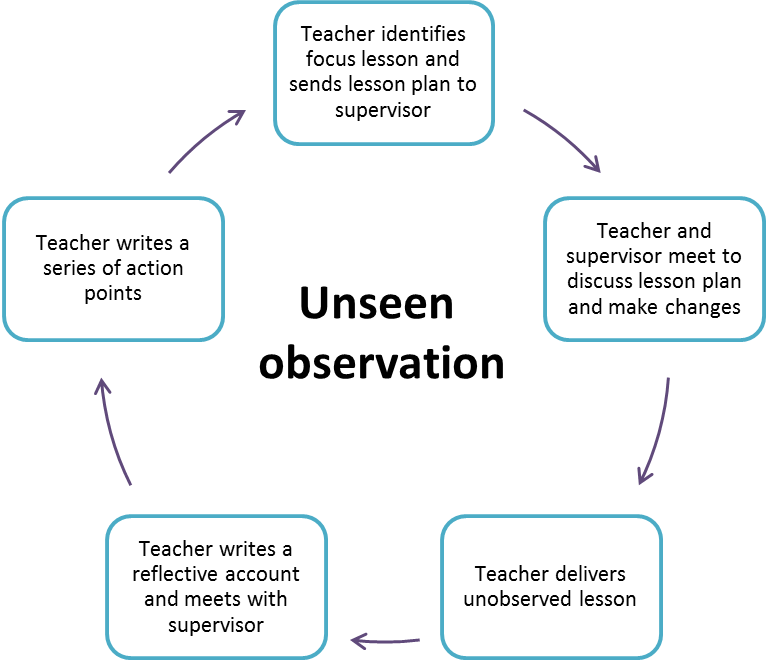 Teacher identifies
focus lesson and
sends lesson plan to
supervisor
Teacher and
supervisor meet to
discuss lesson plan
and make changes
Teacher delivers
unobserved lesson
Teacher writes a
reflective account
and meets with
supervisor
Teacher writes a
series of action
points
Unseen
observation